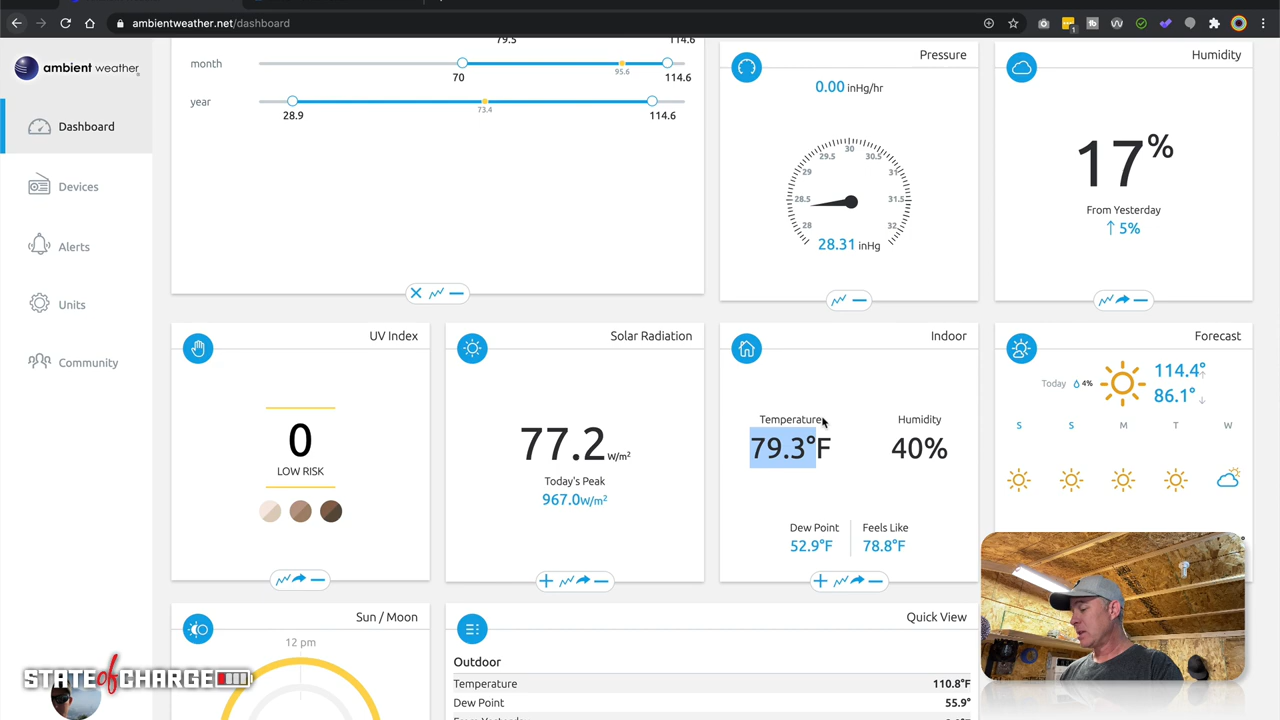 ambientweather.net/dashboard
1
ambient weather
Dashboard
Devices
Alerts
Units
Community
79.5
114.6
month
95.6
70
114.6
year
73.4
28.9
114.6
Pressure
0.00 inHg/hr
30
29.5
30.5
29
31
28.5
31.5
28
32
28.31 inHg
Humidity
17%
From Yesterday
↑ 5%
UV Index
0
LOW RISK
Solar Radiation
77.2 W/m²
Today's Peak
967.0W/m²
Indoor
Temperature
79.3°F
Humidity
40%
Dew Point
52.9°F
Feels Like
78.8°F
Forecast
Today 4%
114.4°↑
86.1°↓
S S M T W
Sun / Moon
12 pm
Quick View
Outdoor
Temperature 110.8°F
Dew Point 55.9°
STATE of CHARGE